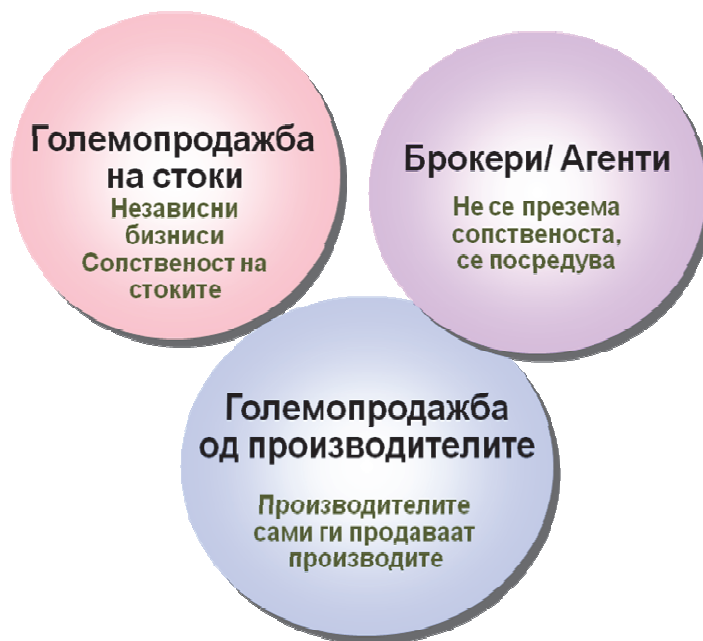 Големопродажба
на стоки
Независни
бизниси
Сопственост на
стоките
Брокери/ Агенти
Не се презема
сопственоста,
се посредува
Големопродажба
од производителите
Производителите
сами ги продаваат
производите